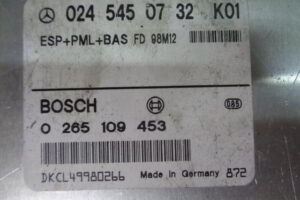 024 545 07 32 K01
ESP+PML+BAS FD 98M12
BOSCH
0 265 109 453
DKCL49980266 Made in Germany 872